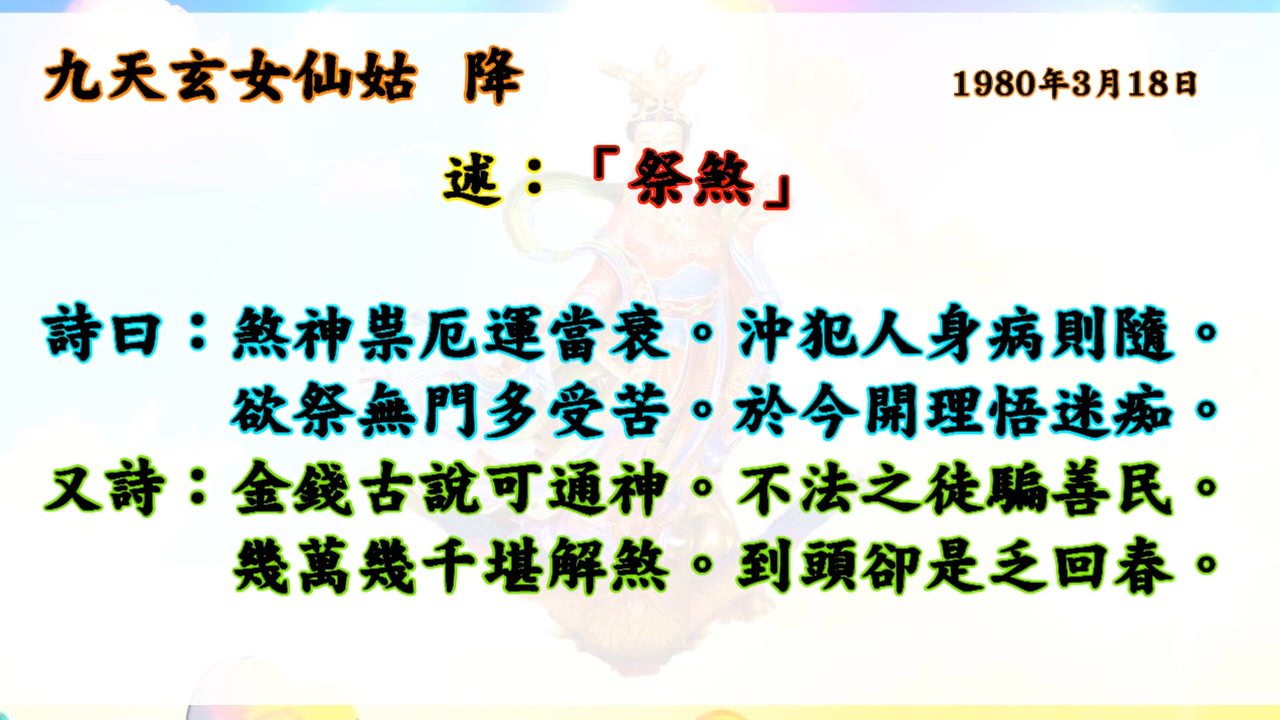 九天玄女仙姑 降
1980年3月18日
述：「祭煞」
詩曰：煞神祟厄運當衰。沖犯人身病則隨。
欲祭無門多受苦。於今開理悟迷痴。
又詩：金錢古說可通神。不法之徒騙善民。
幾萬幾千堪解煞。到頭卻是乏回春。